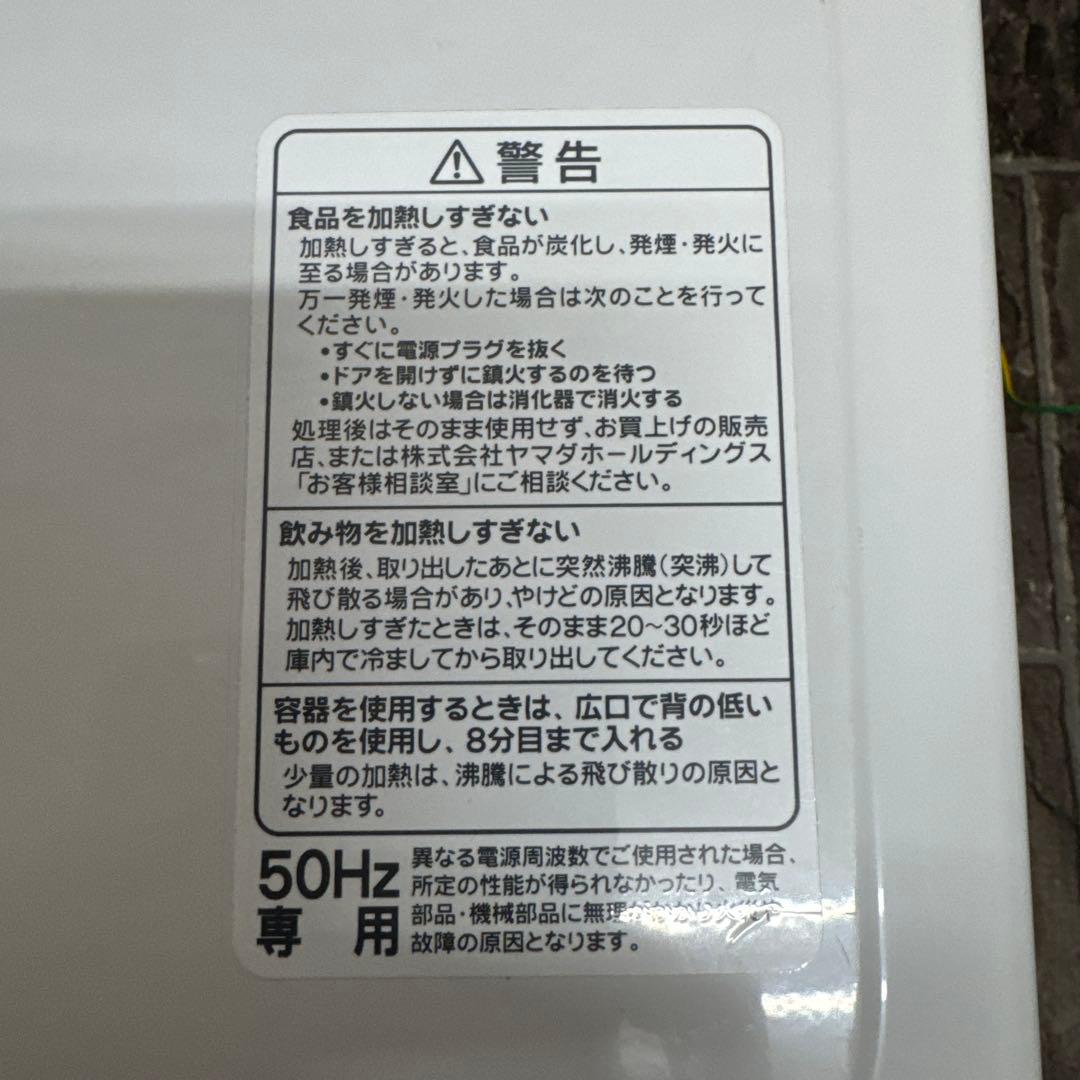 ⚠警告
食品を加熱しすぎない
加熱しすぎると、食品が炭化し、発煙・発火に
至る場合があります。
万一発煙・発火した場合は次のことを行って
ください。
・すぐに電源プラグを抜く
・ドアを開けずに鎮火するのを待つ
・鎮火しない場合は消化器で消火する
処理後はそのまま使用せず、お買上げの販売
店、または株式会社ヤマダホールディングス
「お客様相談室」にご相談ください。
飲み物を加熱しすぎない
加熱後、取り出したあとに突然沸騰(突沸)して
飛び散る場合があり、やけどの原因となります。
加熱しすぎたときは、そのまま20～30秒ほど
庫内で冷ましてから取り出してください。
容器を使用するときは、広口で背の低い
ものを使用し、8分目まで入れる
少量の加熱は、沸騰による飛び散りの原因と
なります。
50Hz
専用
異なる電源周波数でご使用された場合、
所定の性能が得られなかったり、電気
部品・機械部品に無理がかかり火災や
故障の原因となります。